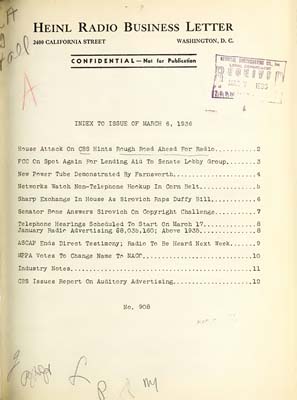 HEINL RADIO BUSINESS LETTER
2400 CALIFORNIA STREET WASHINGTON, D. C.
CONFIDENTIAL—Not for Publication
INDEX TO ISSUE OF MARCH 6, 1936
House Attack On CBS Hints Rough Road Ahead For Radio..........2
FCC On Spot Again For Lending Aid To Senate Lobby Group.......3
New Power Tube Demonstrated By Farnsworth.....................4
Networks Watch Non-Telephone Hookup In Corn Belt..............5
Sharp Exchange In House As Sirovich Raps Duffy Bill...........6
Senator Bone Answers Sirovich On Copyright Challenge..........7
Telephone Hearings Scheduled To Start On March 17.............8
January Radio Advertising $8,036,160; Above 1935..............8
ASCAP Ends Direct Testimony; Radio To Be Heard Next Week......9
MPPA Votes To Change Name To NAOC.............................10
Industry Notes................................................11
CBS Issues Report On Auditory Advertising.....................12
No. 908